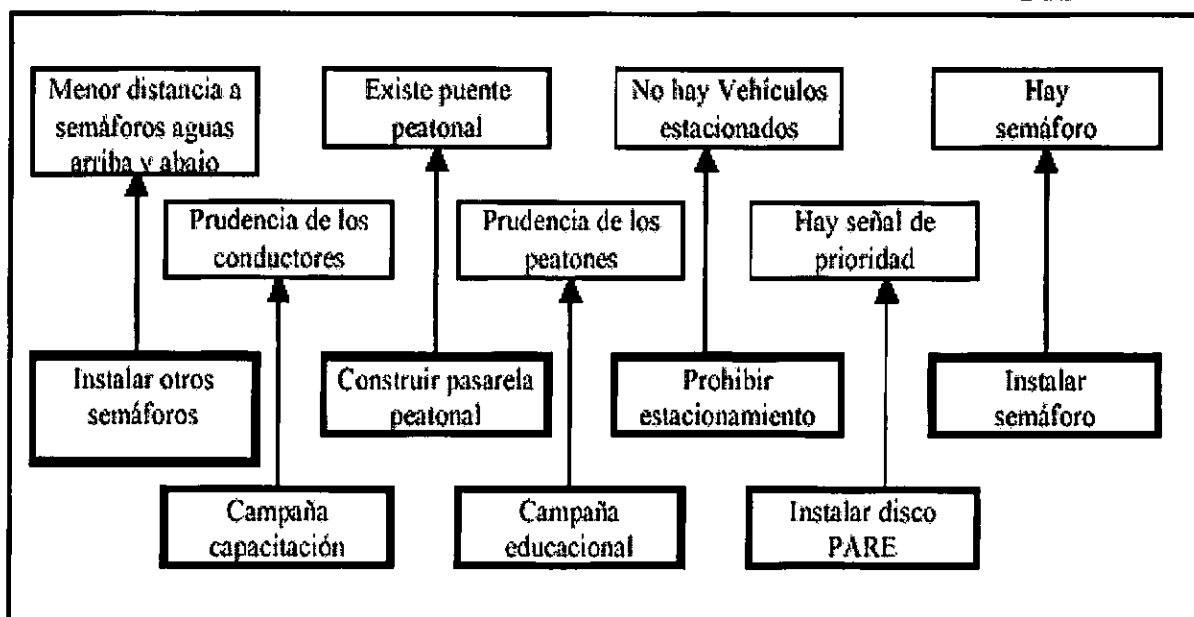 Menor distancia a
semáforos aguas
arriba y abajo
Existe puente
peatonal
No hay Vehículos
estacionados
Hay
semáforo
Prudencia de los
conductores
Prudencia de los
peatones
Hay señal de
prioridad
Instalar otros
semáforos
Construir pasarela
peatonal
Prohibir
estacionamiento
Instalar
semáforo
Campaña
capacitación
Campaña
educacional
Instalar disco
PARE